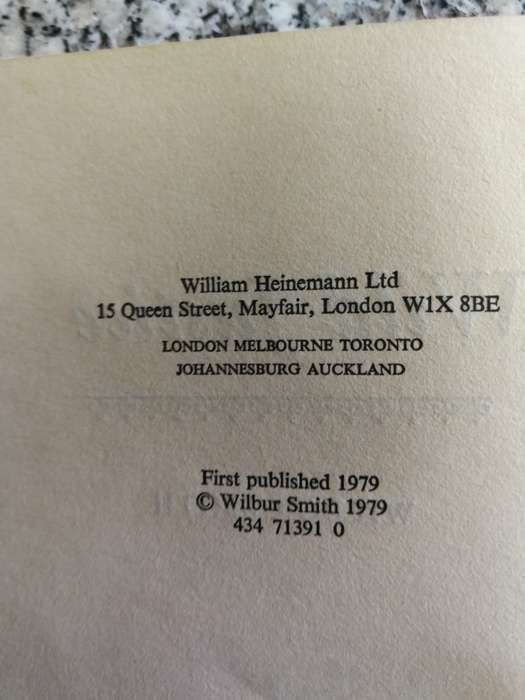 William Heinemann Ltd
15 Queen Street, Mayfair, London W1X 8BE
LONDON MELBOURNE TORONTO
JOHANNESBURG AUCKLAND
First published 1979
© Wilbur Smith 1979
434 71391 0